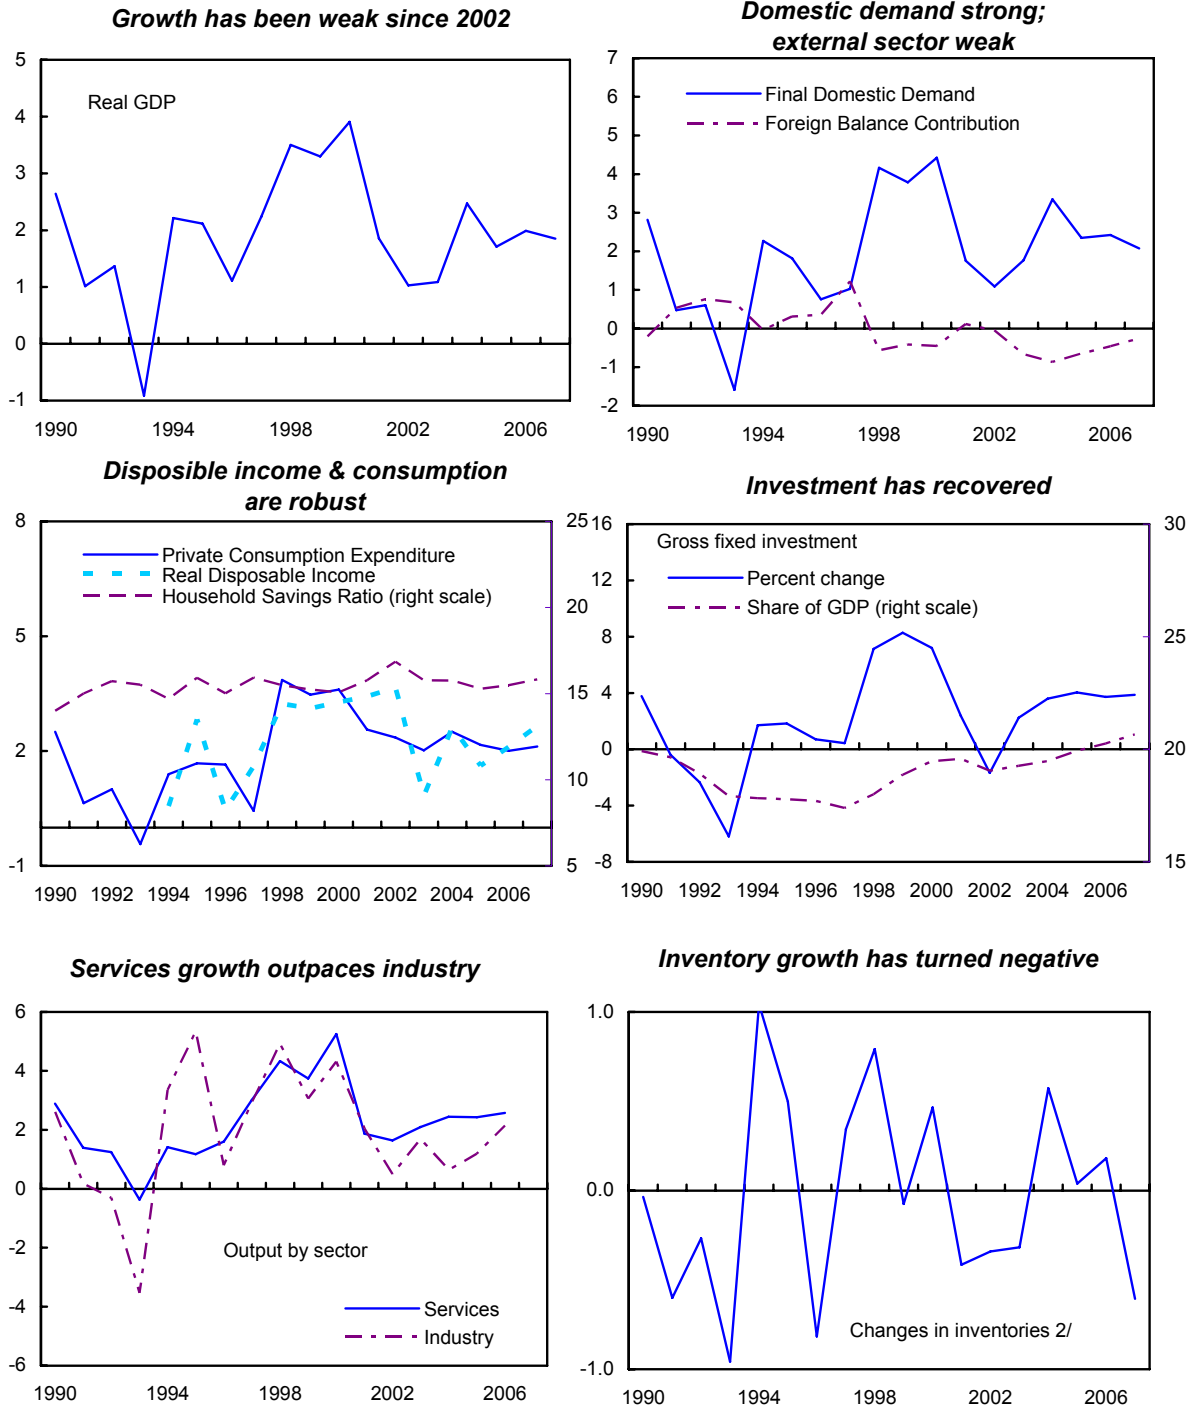 Growth has been weak since 2002
5
Real GDP
4
3
2
1
0
-1
1990 1994 1998 2002 2006
Domestic demand strong;
external sector weak
7
6
Final Domestic Demand
Foreign Balance Contribution
5
4
3
2
1
0
-1
-2
1990 1994 1998 2002 2006
Disposible income & consumption
are robust
8 25
Private Consumption Expenditure
Real Disposable Income
Household Savings Ratio (right scale)
20
5
15
2
10
-1 5
1990 1992 1994 1996 1998 2000 2002 2004 2006
Investment has recovered
16 30
Gross fixed investment
12
Percent change
Share of GDP (right scale)
8 25
4
0 20
-4
-8 15
1990 1992 1994 1996 1998 2000 2002 2004 2006
Services growth outpaces industry
6
4
2
0
-2
Output by sector
-4
Services
Industry
-6
1990 1994 1998 2002 2006
Inventory growth has turned negative
1.0
0.0
Changes in inventories 2/
-1.0
1990 1994 1998 2002 2006